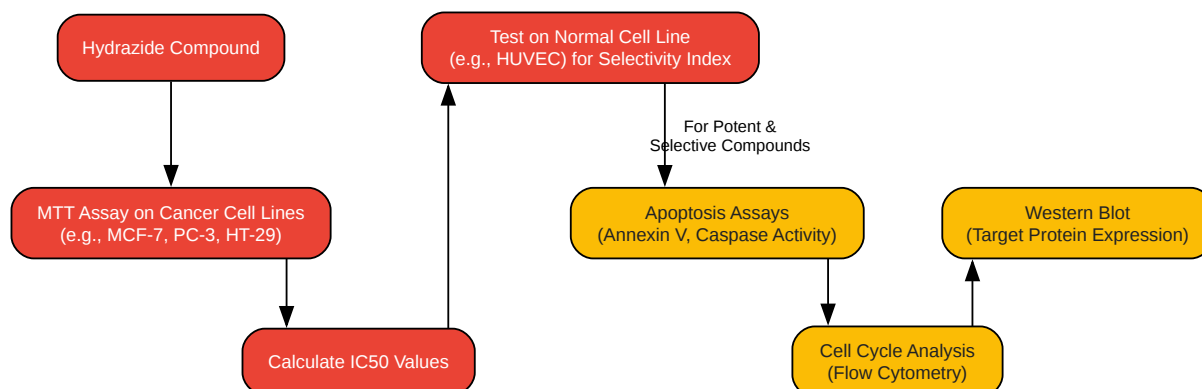 Hydrazide Compound
Test on Normal Cell Line
(e.g., HUVEC) for Selectivity Index
For Potent &
Selective Compounds
MTT Assay on Cancer Cell Lines
(e.g., MCF-7, PC-3, HT-29)
Apoptosis Assays
(Annexin V, Caspase Activity)
Western Blot
(Target Protein Expression)
Calculate IC50 Values
Cell Cycle Analysis
(Flow Cytometry)